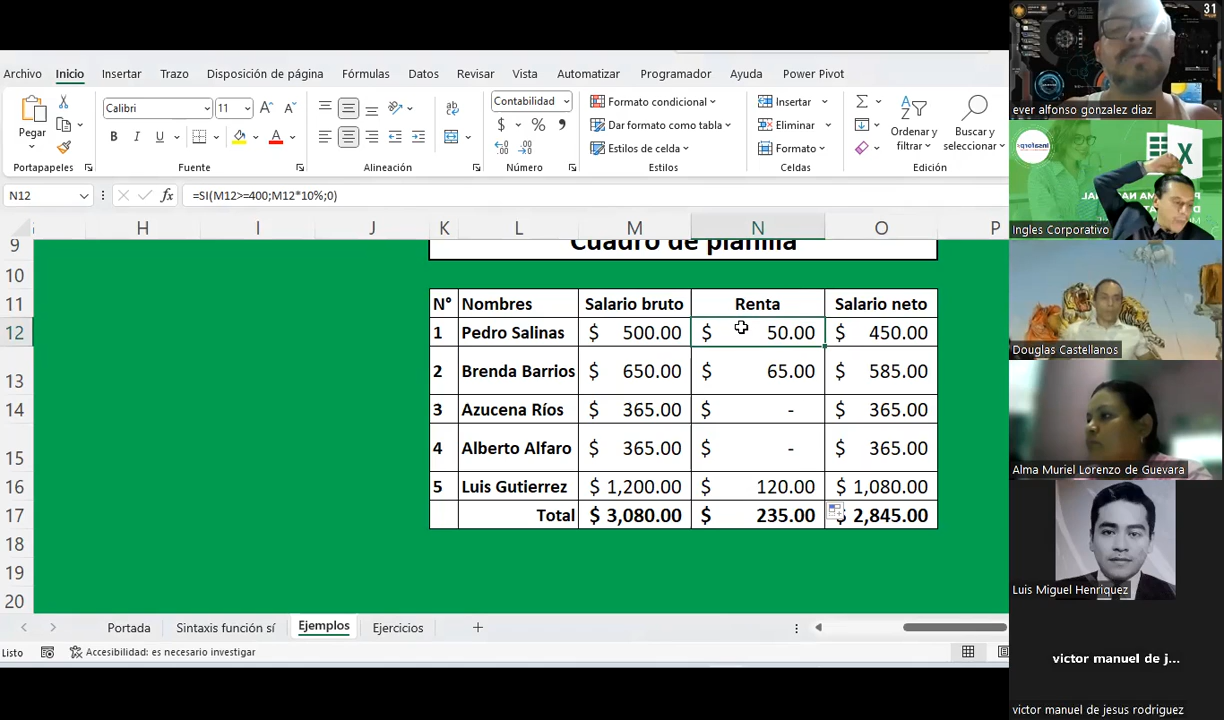 Archivo Inicio Insertar Trazo Disposición de página Fórmulas Datos Revisar Vista Automatizar Programador Ayuda Power Pivot
Pegar
Calibri 11
N K S
Contabilidad
$ % ,
Formato condicional
Dar formato como tabla
Estilos de celda
Insertar
Eliminar
Formato
Ordenar y filtrar
Buscar y seleccionar
Portapapeles Fuente Alineación Número Estilos Celdas Edición
N12 fx =SI(M12>=400;M12*10%;0)
H I J K L M N O P
9 Cuadro de planilla
10
11 N° Nombres Salario bruto Renta Salario neto
12 1 Pedro Salinas $ 500.00 $ 50.00 $ 450.00
13 2 Brenda Barrios $ 650.00 $ 65.00 $ 585.00
14 3 Azucena Ríos $ 365.00 $ - $ 365.00
15 4 Alberto Alfaro $ 365.00 $ - $ 365.00
16 5 Luis Gutierrez $ 1,200.00 $ 120.00 $ 1,080.00
17 Total $ 3,080.00 $ 235.00 $ 2,845.00
18
19
20
Portada Sintaxis función sí Ejemplos Ejercicios
Listo Accesibilidad: es necesario investigar
31
ever alfonso gonzalez diaz
Ingles Corporativo
Douglas Castellanos
Alma Muriel Lorenzo de Guevara
Luis Miguel Henriquez
victor manuel de j...
victor manuel de jesus rodriguez